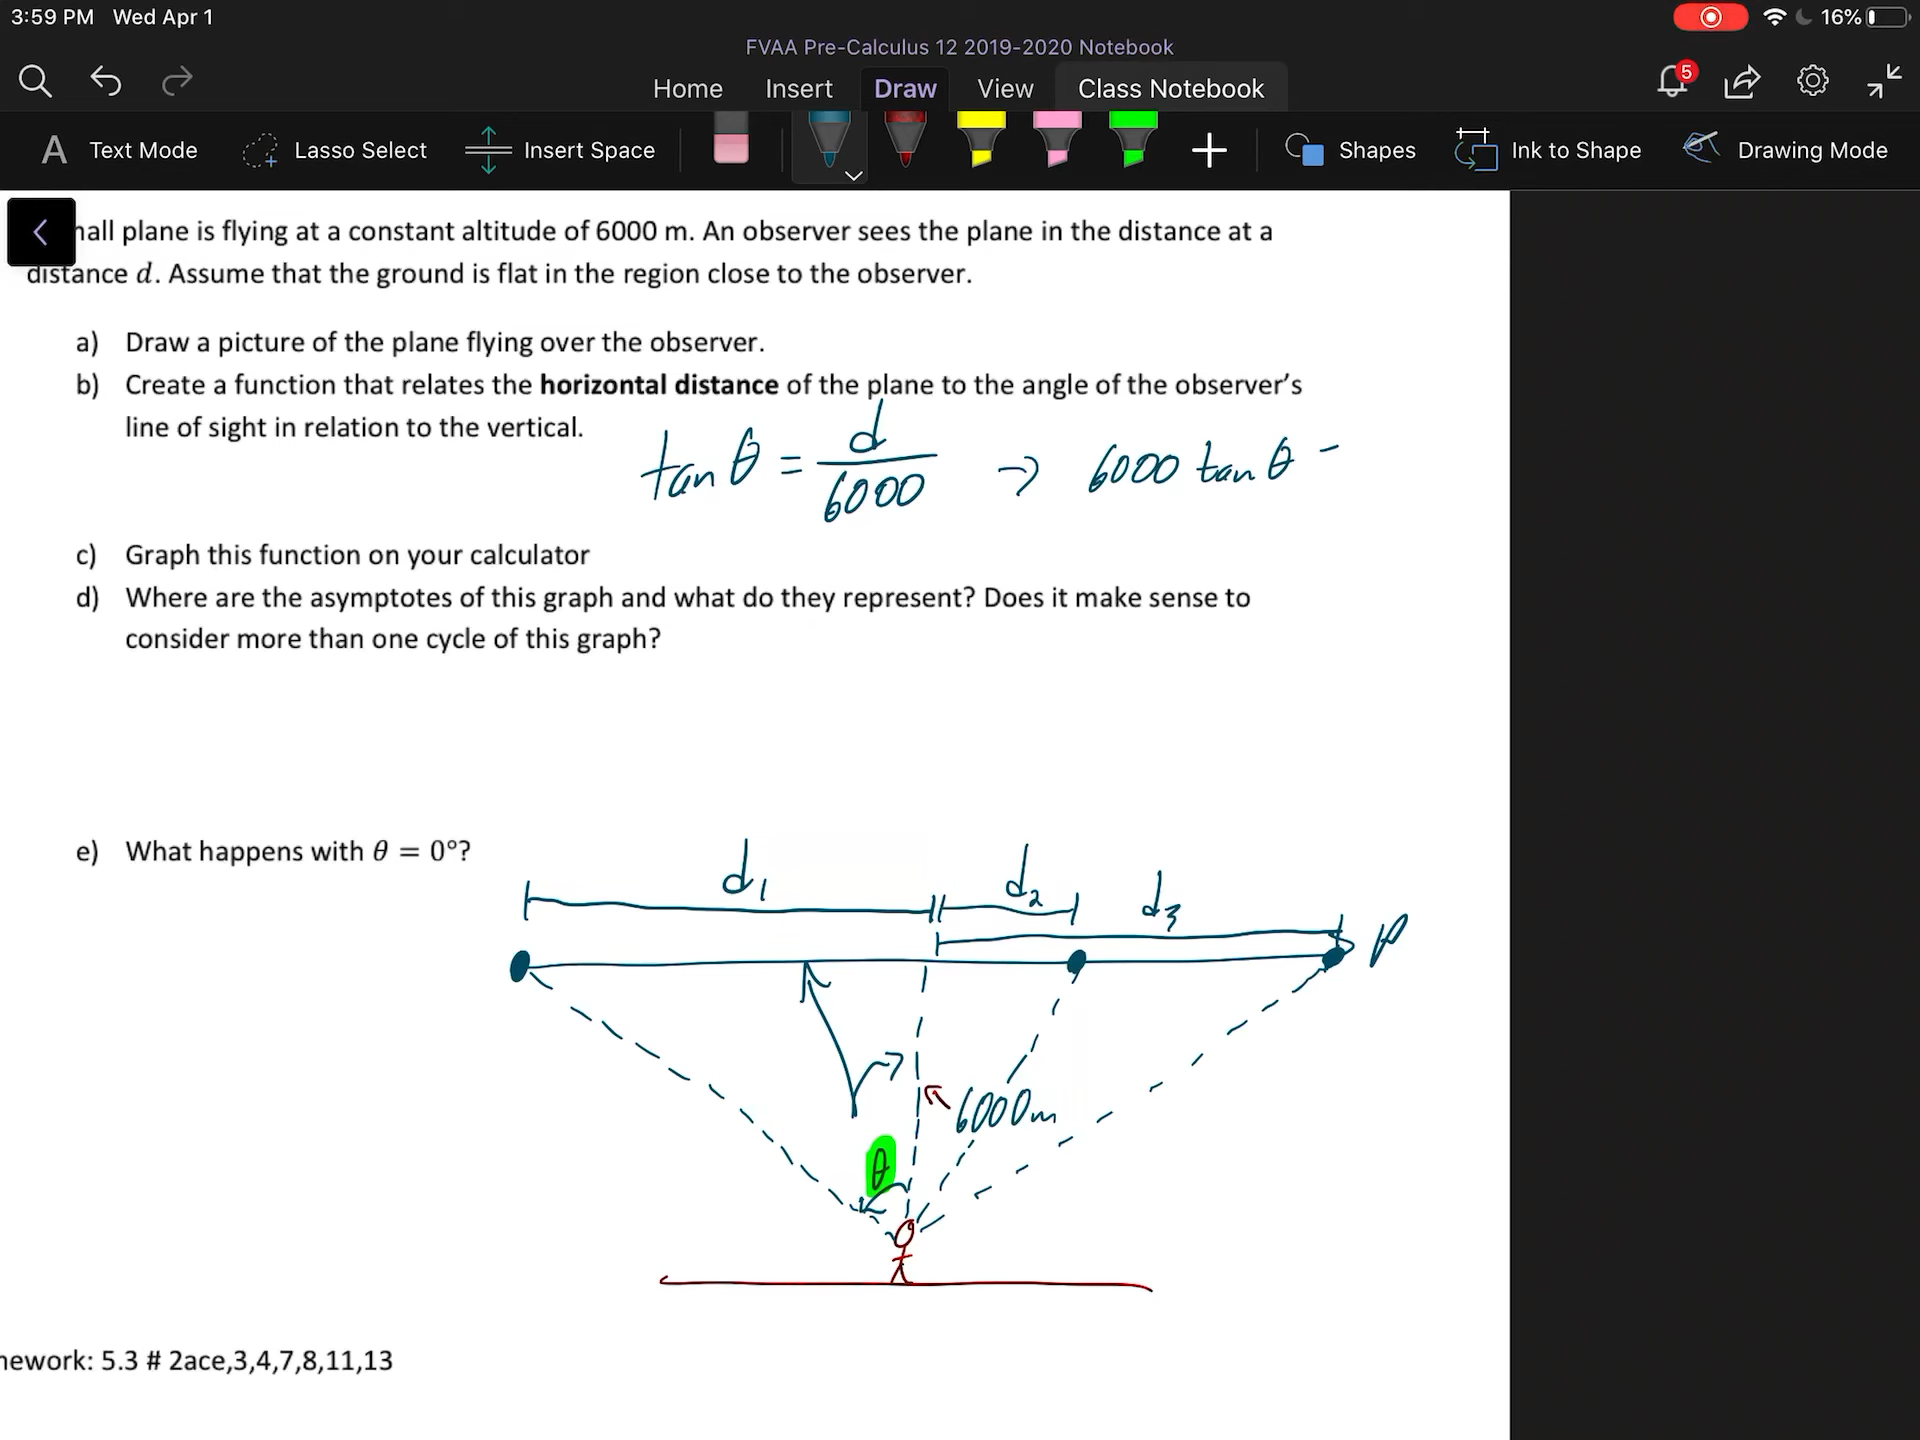 3:59 PM Wed Apr 1
16%
FVAA Pre-Calculus 12 2019-2020 Notebook
Home Insert Draw View Class Notebook
5
A Text Mode Lasso Select Insert Space Shapes Ink to Shape Drawing Mode
plane is flying at a constant altitude of 6000 m. An observer sees the plane in the distance at a
distance d. Assume that the ground is flat in the region close to the observer.
a) Draw a picture of the plane flying over the observer.
b) Create a function that relates the horizontal distance of the plane to the angle of the observer’s
line of sight in relation to the vertical.
tan θ = d/6000 → 6000 tan θ -
c) Graph this function on your calculator
d) Where are the asymptotes of this graph and what do they represent? Does it make sense to
consider more than one cycle of this graph?
e) What happens with θ = 0°?
d₁ d₂ d₃
P
6000m
θ
: 5.3 # 2ace,3,4,7,8,11,13